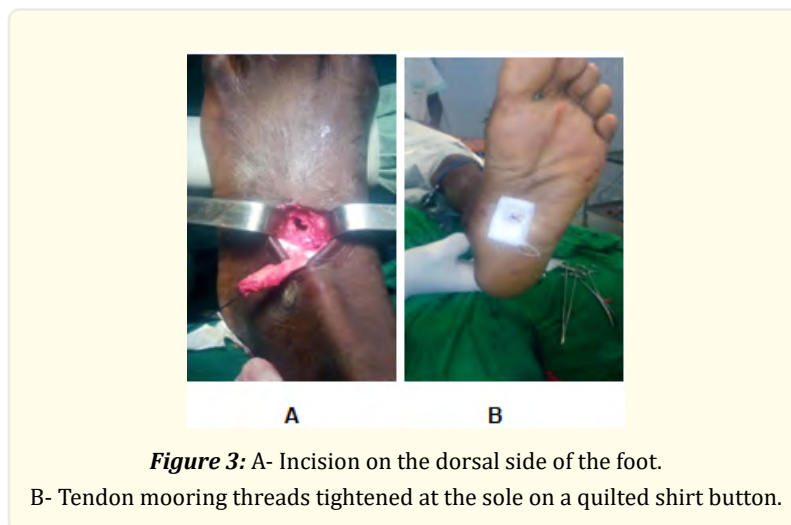 A
B
Figure 3: A- Incision on the dorsal side of the foot.
B- Tendon mooring threads tightened at the sole on a quilted shirt button.